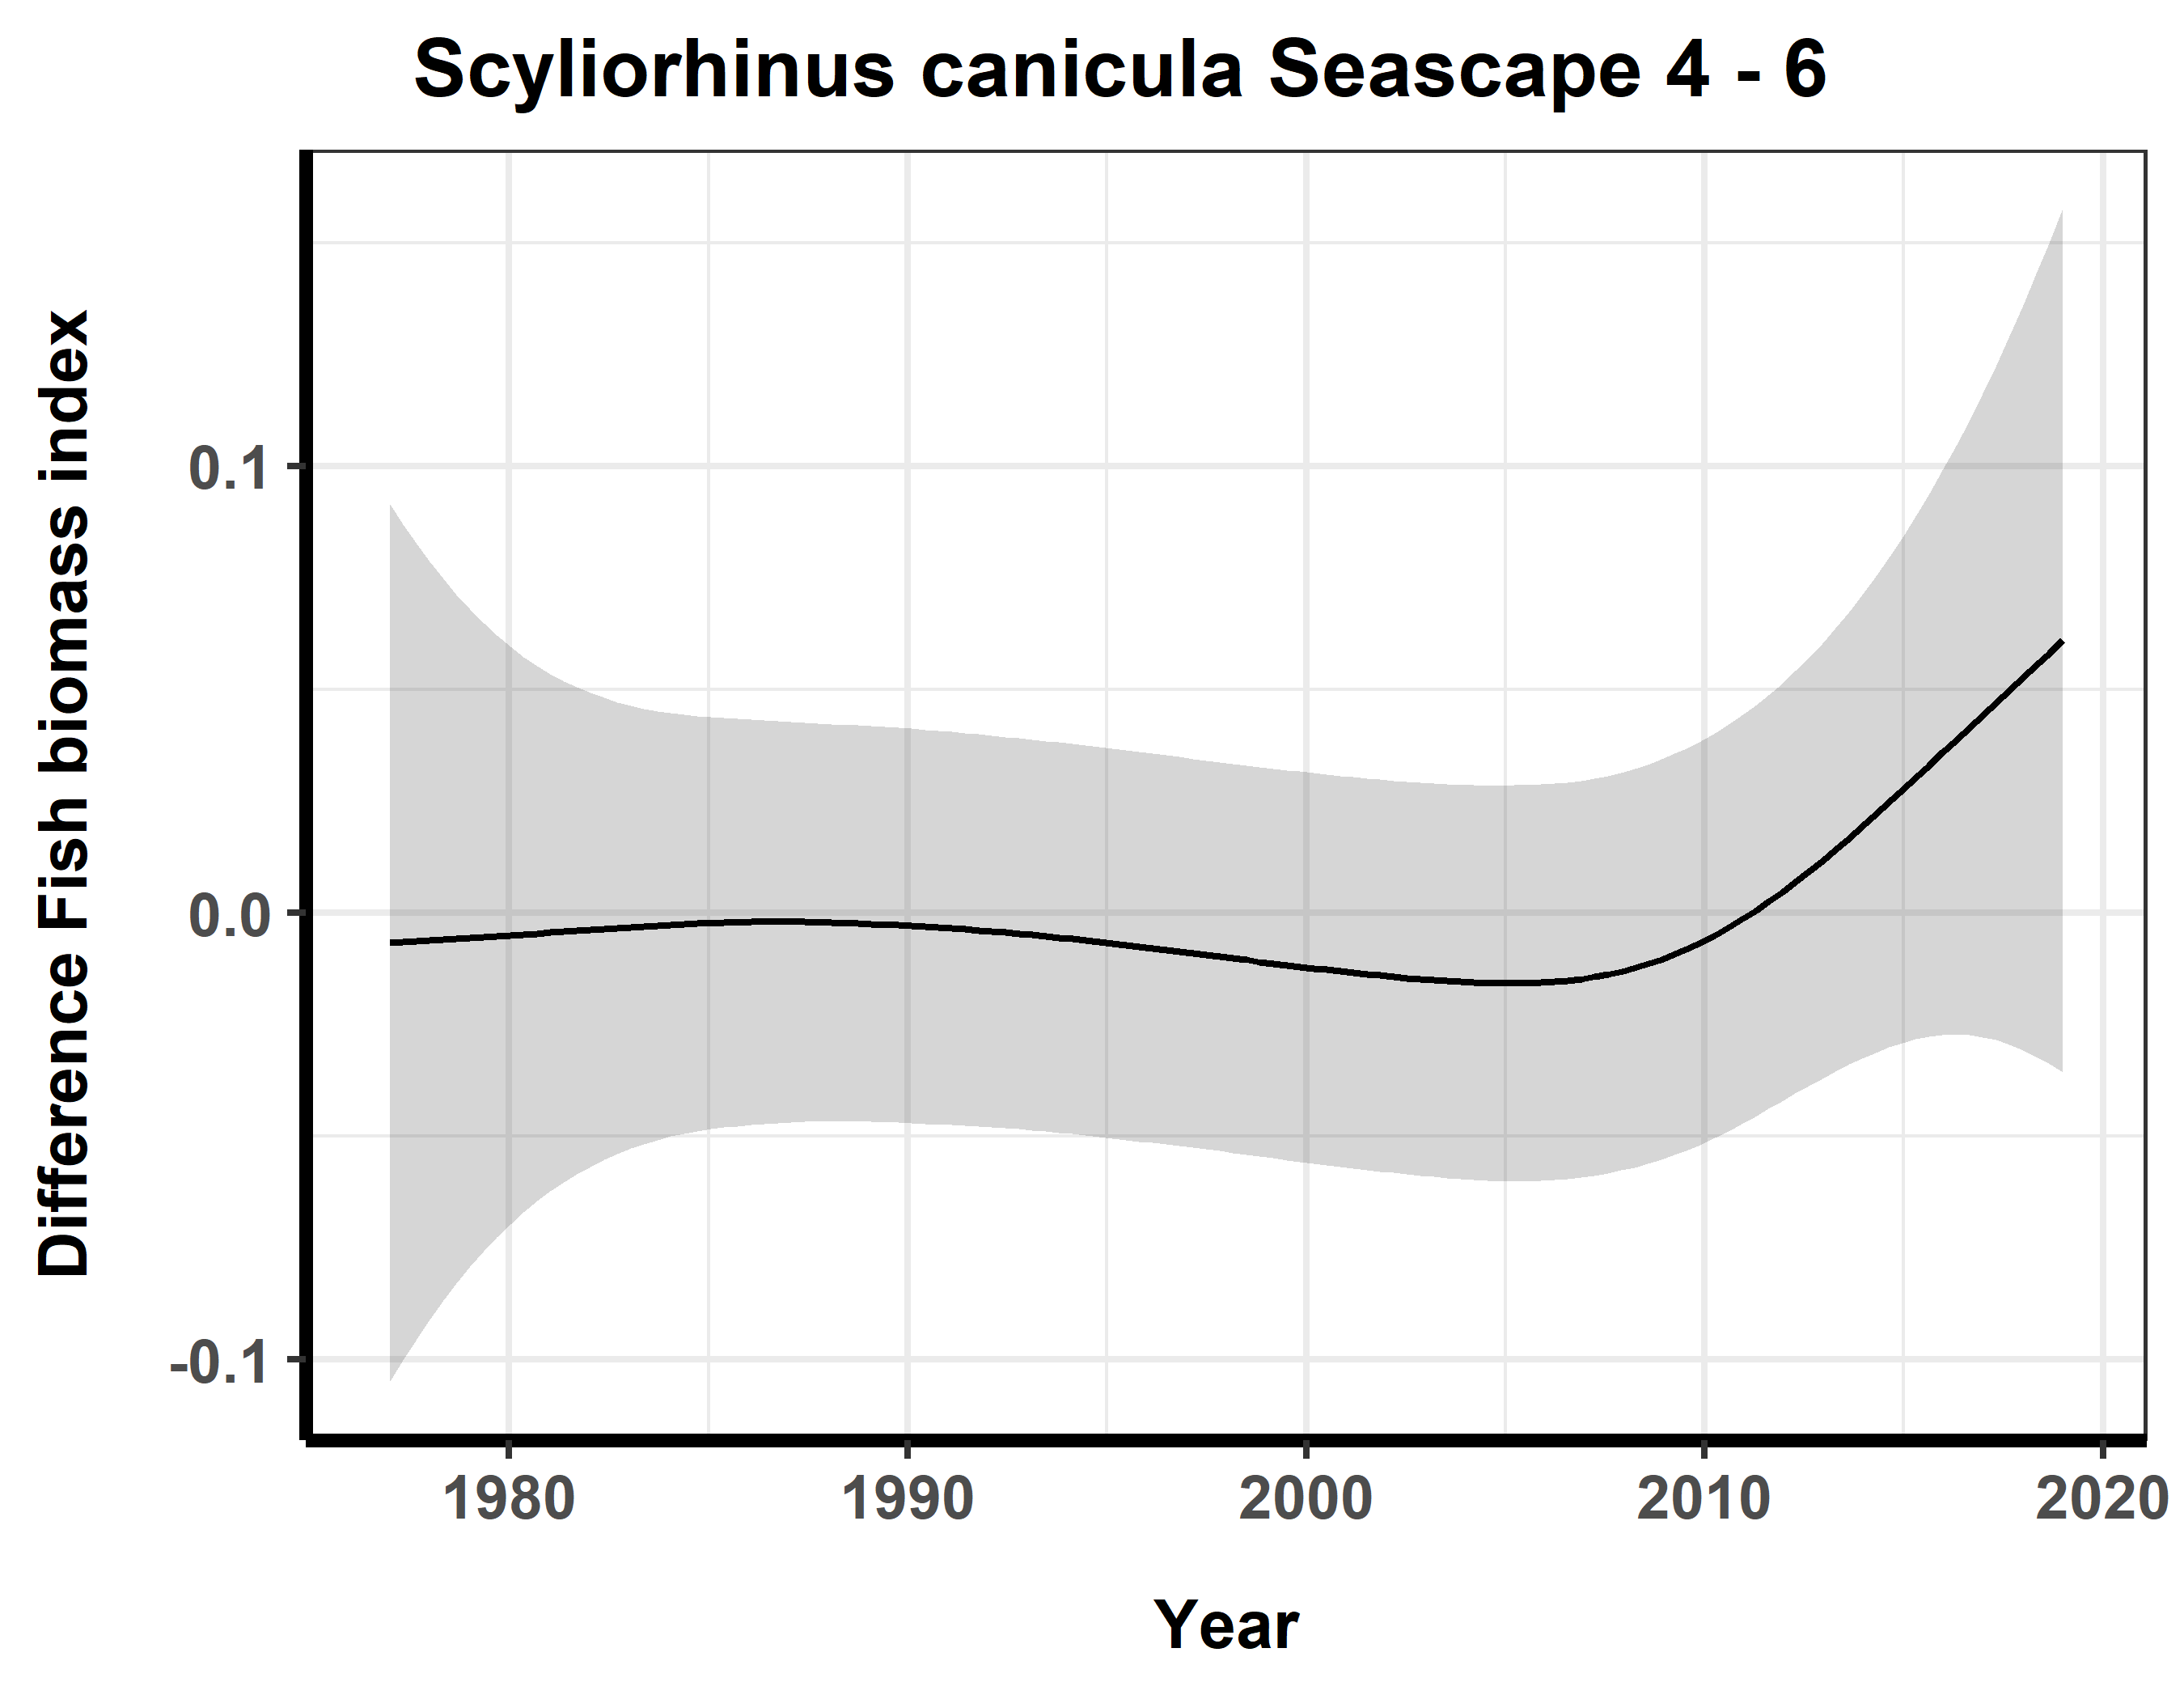 Scyliorhinus canicula Seascape 4 - 6
Difference Fish biomass index
0.1
0.0
-0.1
1980 1990 2000 2010 2020
Year